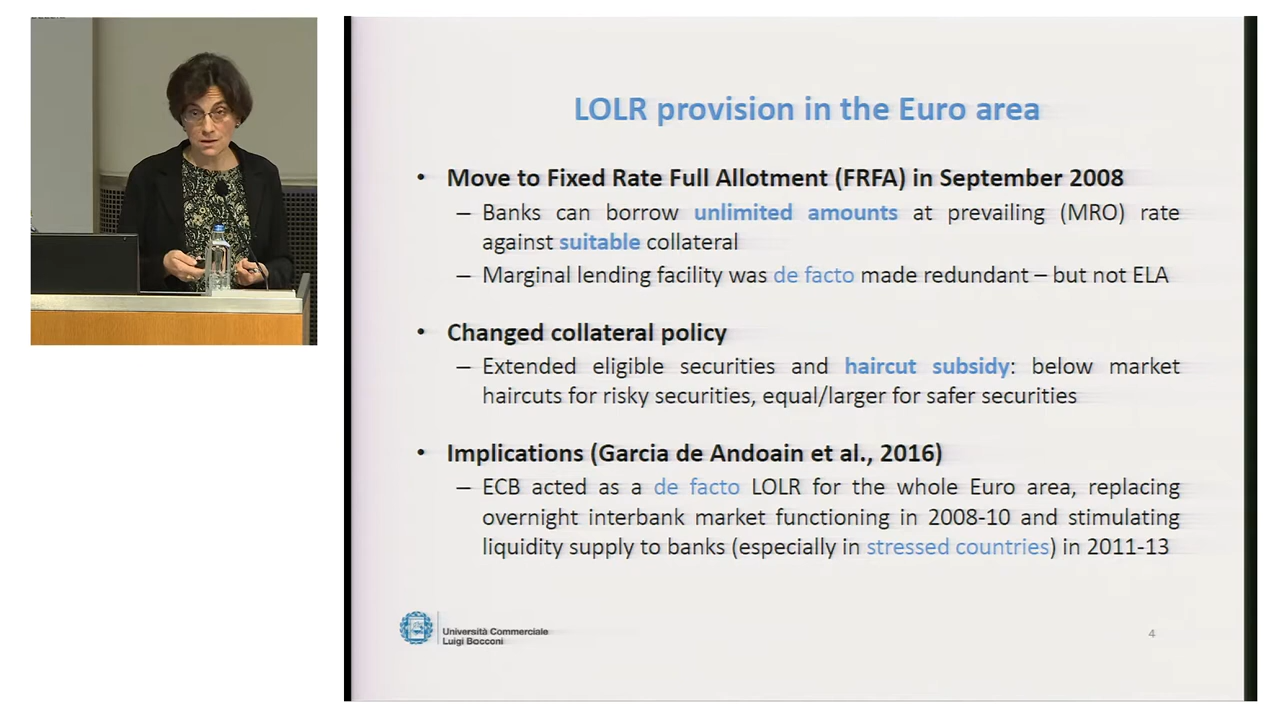 LOLR provision in the Euro area
• Move to Fixed Rate Full Allotment (FRFA) in September 2008
– Banks can borrow unlimited amounts at prevailing (MRO) rate
against suitable collateral
– Marginal lending facility was de facto made redundant – but not ELA
• Changed collateral policy
– Extended eligible securities and haircut subsidy: below market
haircuts for risky securities, equal/larger for safer securities
• Implications (Garcia de Andoain et al., 2016)
– ECB acted as a de facto LOLR for the whole Euro area, replacing
overnight interbank market functioning in 2008-10 and stimulating
liquidity supply to banks (especially in stressed countries) in 2011-13
Università Commerciale
Luigi Bocconi
4